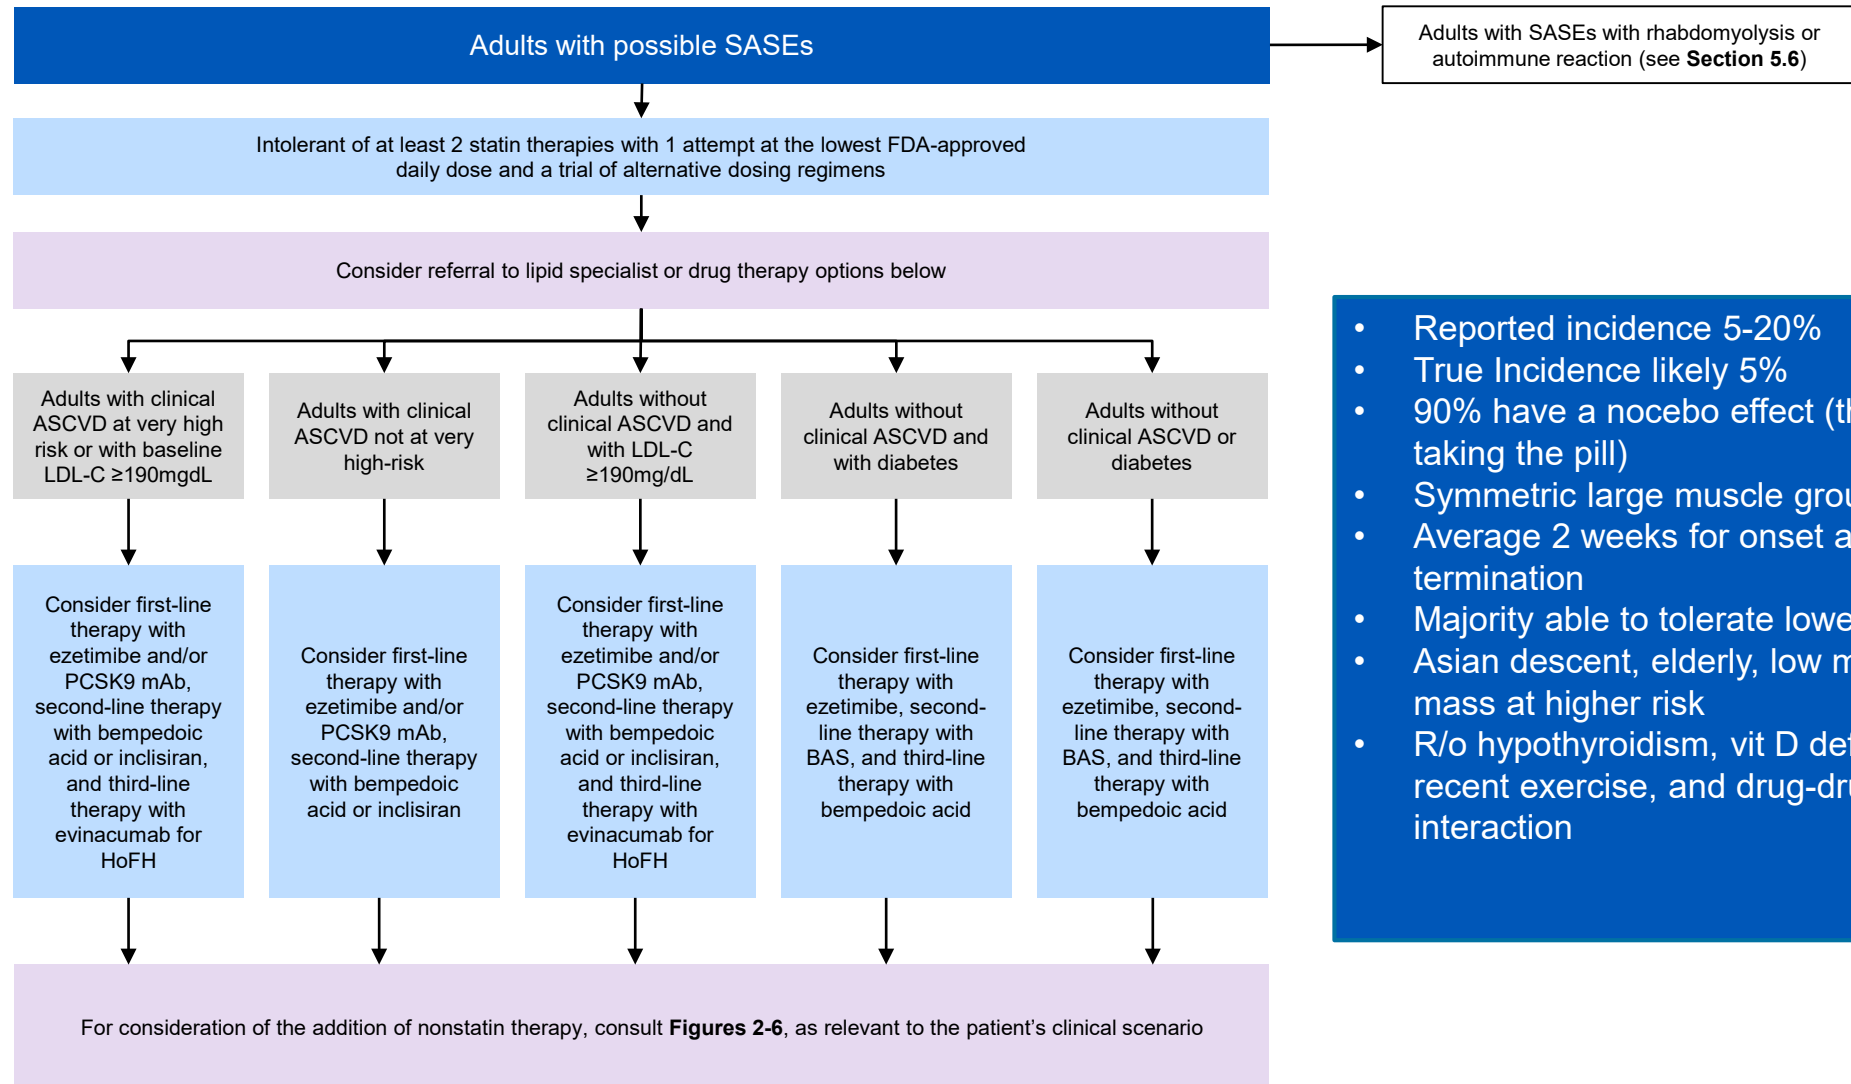 Adults with possible SASEs
Adults with SASEs with rhabdomyolysis or
autoimmune reaction (see Section 5.6)
Intolerant of at least 2 statin therapies with 1 attempt at the lowest FDA-approved
daily dose and a trial of alternative dosing regimens
Consider referral to lipid specialist or drug therapy options below
Adults with clinical
ASCVD at very high
risk or with baseline
LDL-C ≥190mgdL
Adults with clinical
ASCVD not at very
high-risk
Adults without
clinical ASCVD and
with LDL-C
≥190mg/dL
Adults without
clinical ASCVD and
with diabetes
Adults without
clinical ASCVD or
diabetes
Consider first-line
therapy with
ezetimibe and/or
PCSK9 mAb,
second-line therapy
with bempedoic
acid or inclisiran,
and third-line
therapy with
evinacumab for
HoFH
Consider first-line
therapy with
ezetimibe and/or
PCSK9 mAb,
second-line therapy
with bempedoic
acid or inclisiran
Consider first-line
therapy with
ezetimibe and/or
PCSK9 mAb,
second-line therapy
with bempedoic
acid or inclisiran,
and third-line
therapy with
evinacumab for
HoFH
Consider first-line
therapy with
ezetimibe, second-
line therapy with
BAS, and third-line
therapy with
bempedoic acid
Consider first-line
therapy with
ezetimibe, second-
line therapy with
BAS, and third-line
therapy with
bempedoic acid
For consideration of the addition of nonstatin therapy, consult Figures 2-6, as relevant to the patient's clinical scenario
• Reported incidence 5-20%
• True Incidence likely 5%
• 90% have a nocebo effect
taking the pill)
• Symmetric large muscle
• Average 2 weeks for onset
termination
• Majority able to tolerate
• Asian descent, elderly, low
mass at higher risk
• R/o hypothyroidism, vit D
recent exercise, and
interaction